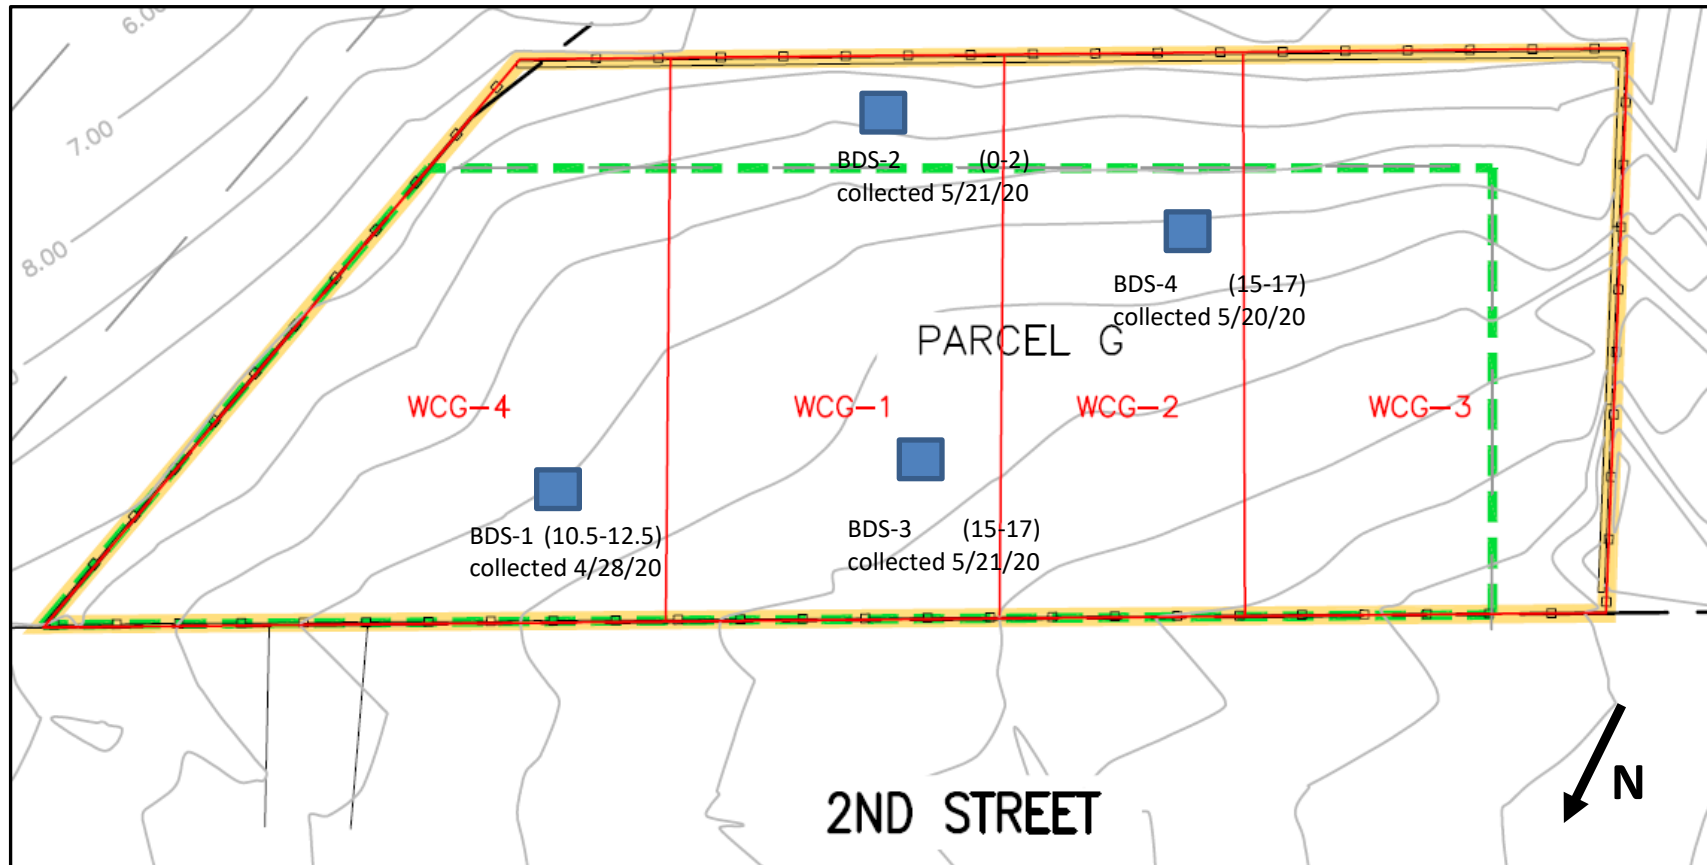 6.00
7.00
8.00
BDS-2 (0-2)
collected 5/21/20
BDS-4 (15-17)
collected 5/20/20
PARCEL G
WCG-4
WCG-1
WCG-2
WCG-3
BDS-1 (10.5-12.5)
collected 4/28/20
BDS-3 (15-17)
collected 5/21/20
2ND STREET
N